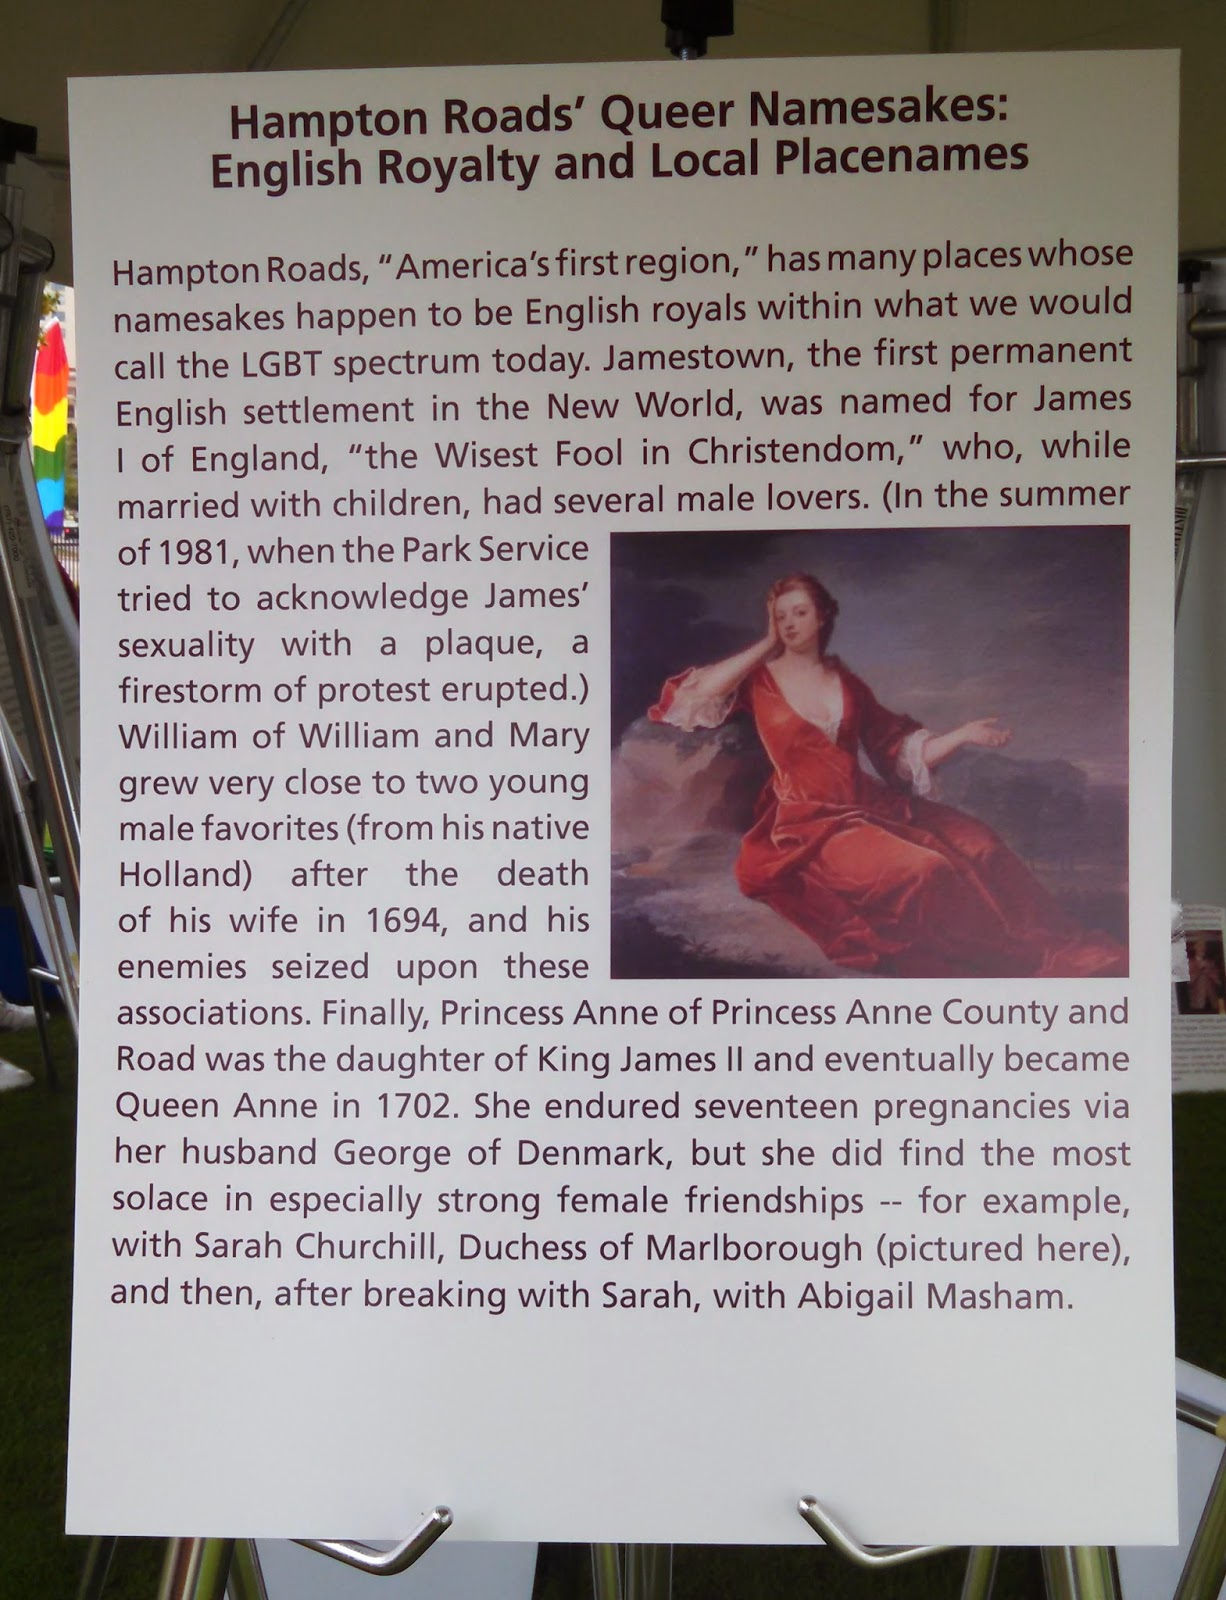 Hampton Roads' Queer Namesakes:
English Royalty and Local Placenames
Hampton Roads, "America's first region," has many places whose
namesakes happen to be English royals within what we would
call the LGBT spectrum today. Jamestown, the first permanent
English settlement in the New World, was named for James
I of England, "the Wisest Fool in Christendom," who, while
married with children, had several male lovers. (In the summer
of 1981, when the Park Service
tried to acknowledge James'
sexuality with a plaque, a
firestorm of protest erupted.)
William of William and Mary
grew very close to two young
male favorites (from his native
Holland) after the death
of his wife in 1694, and his
enemies seized upon these
associations. Finally, Princess Anne of Princess Anne County and
Road was the daughter of King James II and eventually became
Queen Anne in 1702. She endured seventeen pregnancies via
her husband George of Denmark, but she did find the most
solace in especially strong female friendships -- for example,
with Sarah Churchill, Duchess of Marlborough (pictured here),
and then, after breaking with Sarah, with Abigail Masham.